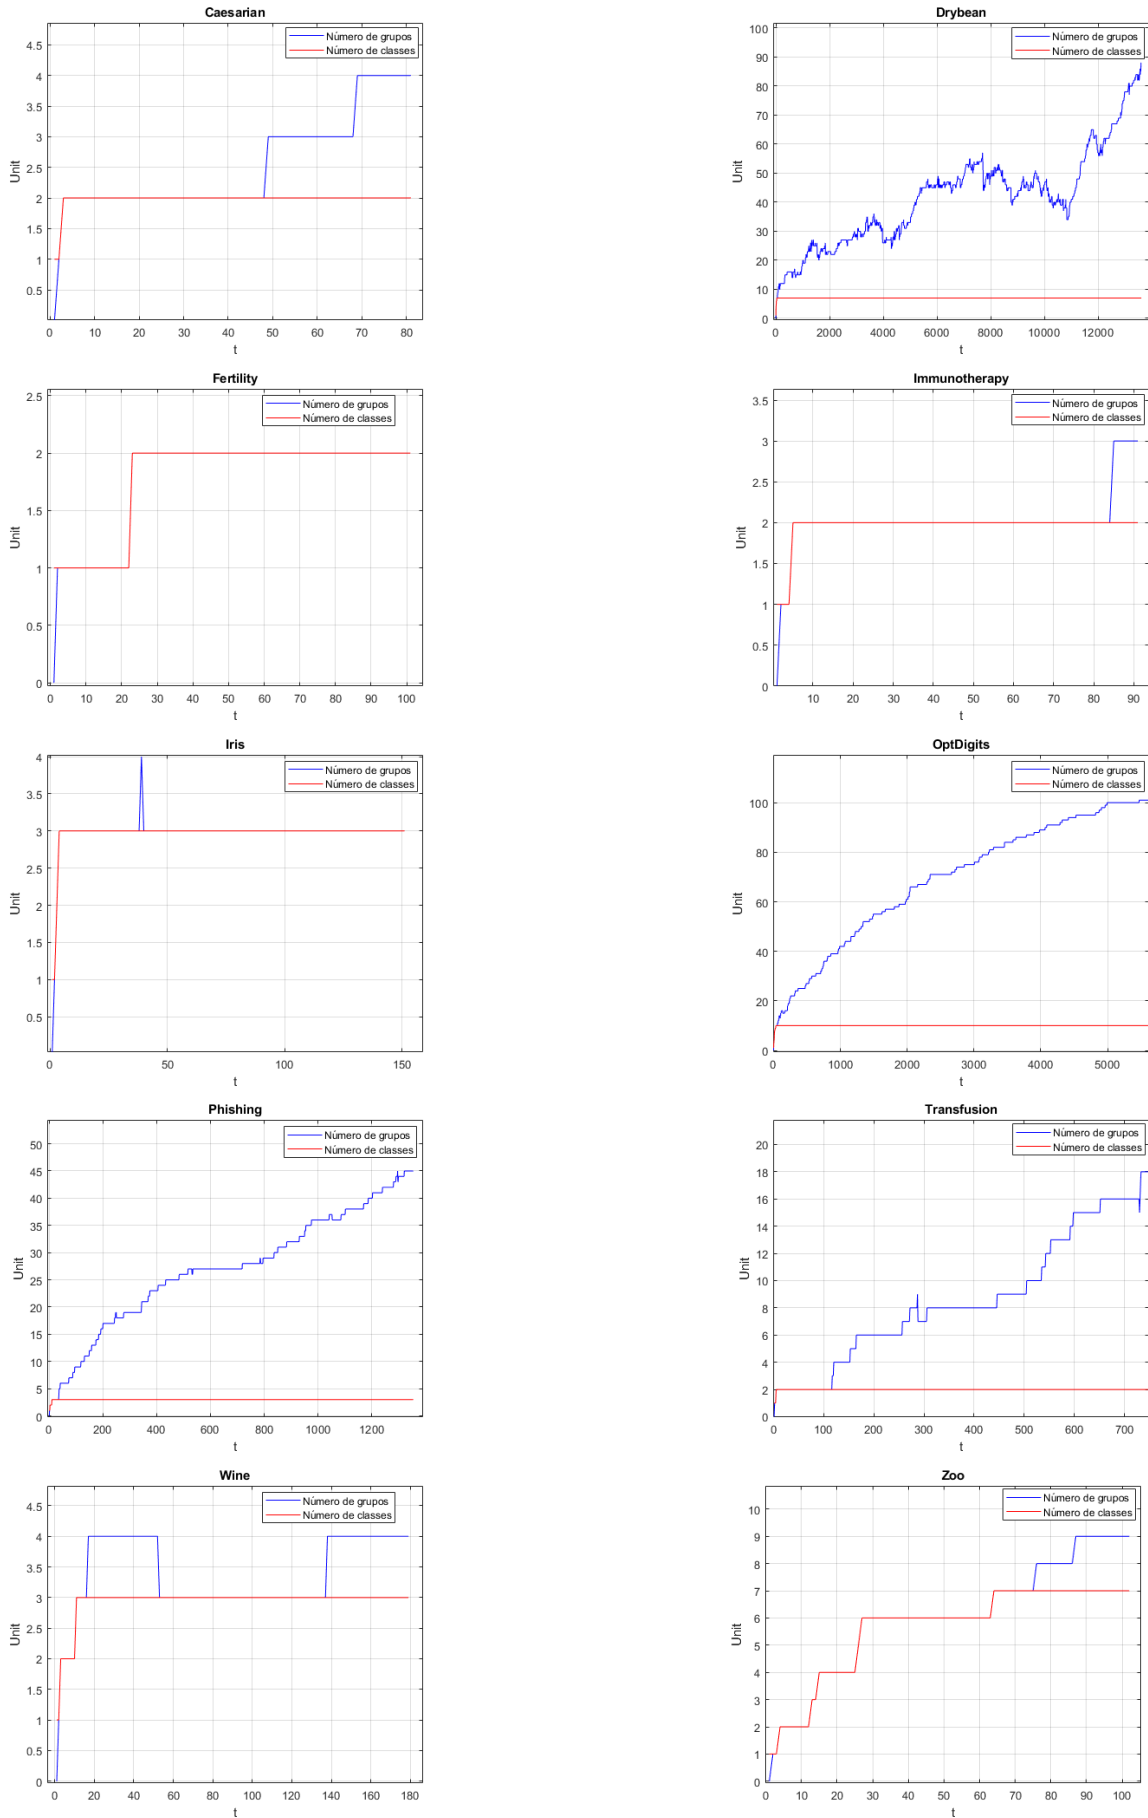 Caesarian
Número de grupos
Número de classes
4.5
4
3.5
3
2.5
2
1.5
1
0.5
Unit
0 10 20 30 40 50 60 70 80
t
Drybean
Número de grupos
Número de classes
100
90
80
70
60
50
40
30
20
10
0
Unit
0 2000 4000 6000 8000 10000 12000
t
Fertility
Número de grupos
Número de classes
2.5
2
1.5
1
0.5
0
Unit
0 10 20 30 40 50 60 70 80 90 100
t
Immunotherapy
Número de grupos
Número de classes
3.5
3
2.5
2
1.5
1
0.5
0
Unit
10 20 30 40 50 60 70 80 90
t
Iris
Número de grupos
Número de classes
4
3.5
3
2.5
2
1.5
1
0.5
Unit
0 50 100 150
t
OptDigits
Número de grupos
Número de classes
100
80
60
40
20
0
Unit
0 1000 2000 3000 4000 5000
t
Phishing
Número de grupos
Número de classes
50
45
40
35
30
25
20
15
10
5
0
Unit
0 200 400 600 800 1000 1200
t
Transfusion
Número de grupos
Número de classes
20
18
16
14
12
10
8
6
4
2
0
Unit
0 100 200 300 400 500 600 700
t
Wine
Número de grupos
Número de classes
4.5
4
3.5
3
2.5
2
1.5
1
0.5
0
Unit
0 20 40 60 80 100 120 140 160 180
t
Zoo
Número de grupos
Número de classes
10
9
8
7
6
5
4
3
2
1
0
Unit
0 10 20 30 40 50 60 70 80 90 100
t